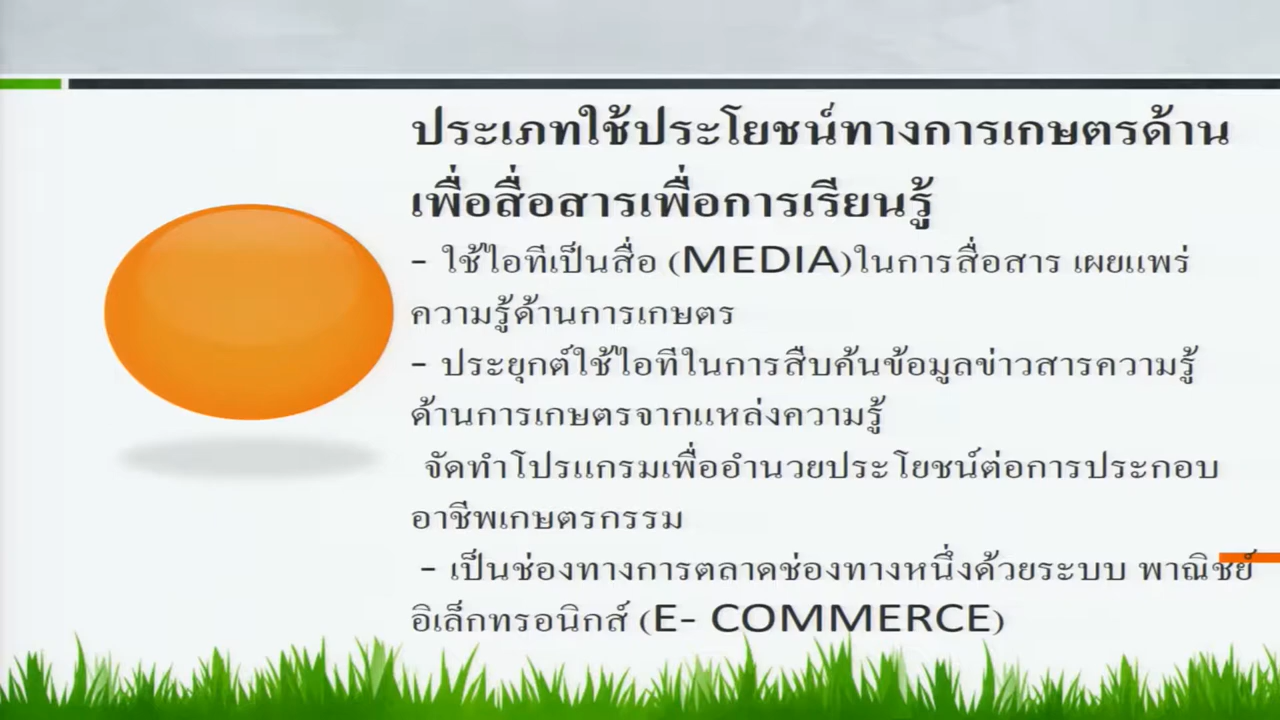 ประเภทใช้ประโยชน์ทางการเกษตรด้าน
เพื่อสื่อสารเพื่อการเรียนรู้
- ใช้ไอทีเป็นสื่อ (MEDIA)ในการสื่อสาร เผยแพร่
ความรู้ด้านการเกษตร
- ประยุกต์ใช้ไอทีในการสืบค้นข้อมูลข่าวสารความรู้
ด้านการเกษตรจากแหล่งความรู้
จัดทำโปรแกรมเพื่ออำนวยประโยชน์ต่อการประกอบ
อาชีพเกษตรกรรม
- เป็นช่องทางการตลาดช่องทางหนึ่งด้วยระบบ พาณิชย์
อิเล็กทรอนิกส์ (E- COMMERCE)